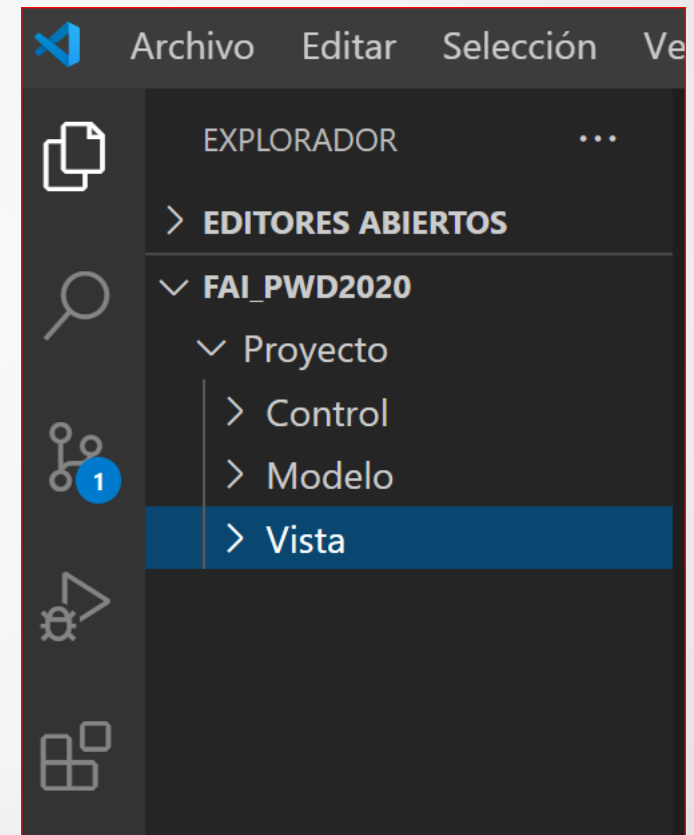 Archivo Editar Selección Ve
EXPLORADOR ...
EDITORES ABIERTOS
FAI_PWD2020
Proyecto
Control
Modelo
1
Vista